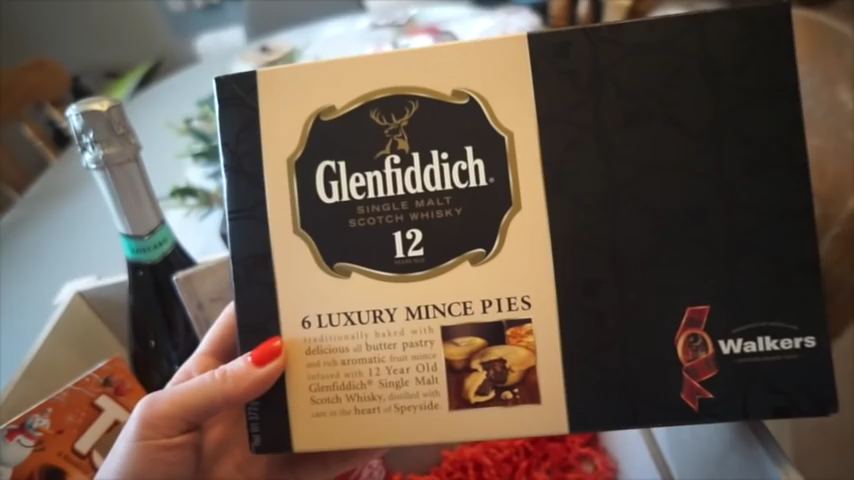 Glenfiddich®
SINGLE MALT
SCOTCH WHISKY
12
YEARS OLD
6 LUXURY MINCE PIES
traditionally baked with
delicious all butter pastry
and rich aromatic fruit mince
infused with 12 Year Old
Glenfiddich® Single Malt
Scotch Whisky, distilled with
care in the heart of Speyside.
Walkers